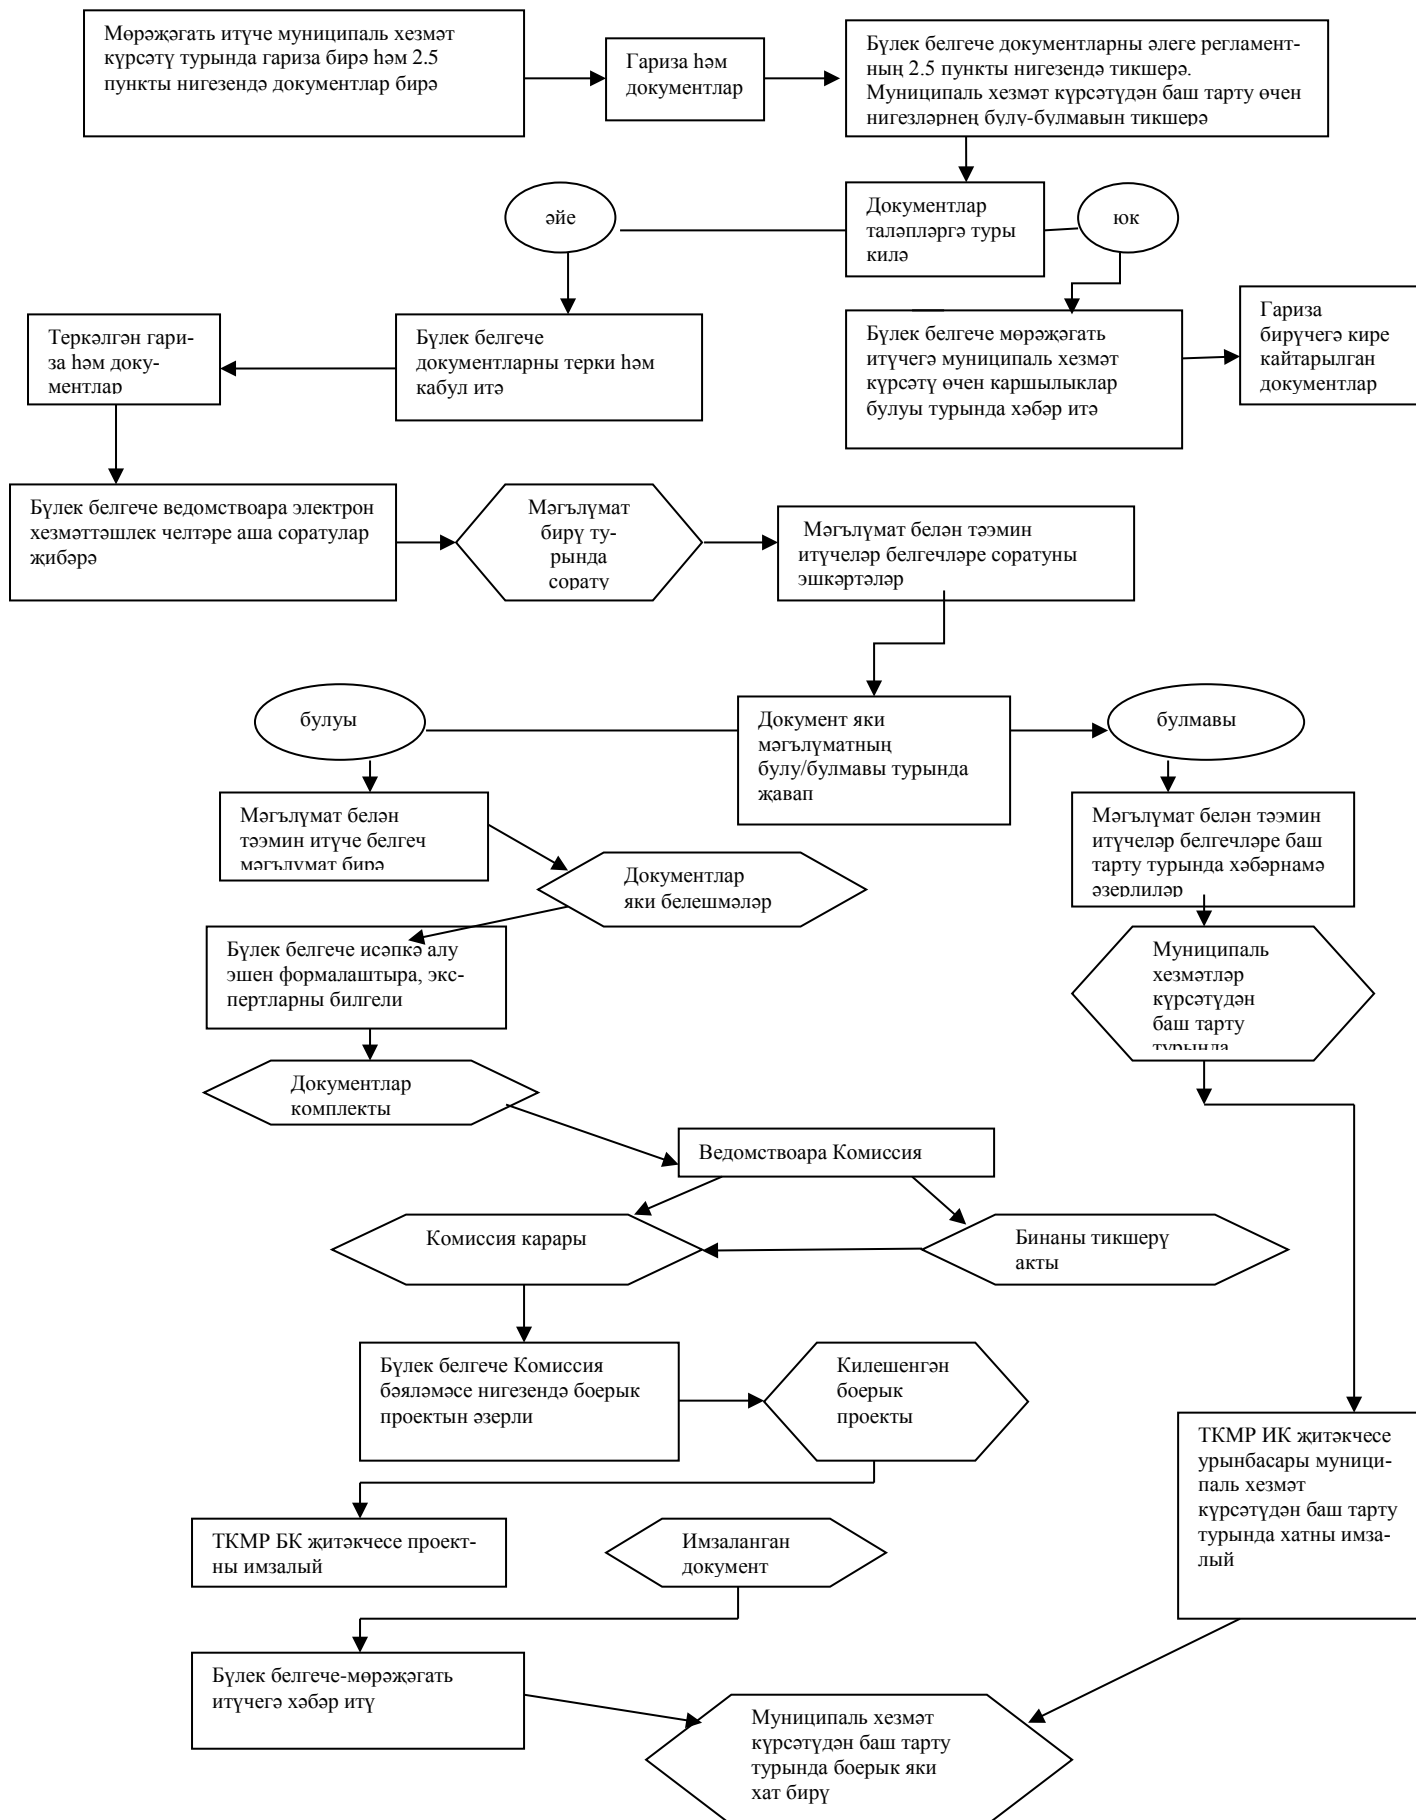 Мөрәҗәгать итүче муниципаль хезмәт
күрсәтү турында гариза бирә һәм 2.5
пункты нигезендә документлар бирә
Гариза һәм
документлар
Бүлек белгече документларны әлеге регламент-
ның 2.5 пункты нигезендә тикшерә.
Муниципаль хезмәт күрсәтүдән баш тарту өчен
нигезләрнең булу-булмавын тикшерә
әйе
Документлар
таләпләргә туры
килә
юк
Теркәлгән гари-
за һәм доку-
ментлар
Бүлек белгече
документларны терки һәм
кабул итә
Бүлек белгече мөрәҗәгать
итүчегә муниципаль хезмәт
күрсәтү өчен каршылыклар
булуы турында хәбәр итә
Гариза
бирүчегә кире
кайтарылган
документлар
Бүлек белгече ведомствоара электрон
хезмәттәшлек челтәре аша соратулар
җибәрә
Мәгълүмат
бирү ту-
рында
сорату
Мәгълүмат белән тәэмин
итүчеләр белгечләре соратуны
эшкәртәләр
булуы
Документ яки
мәгълүматның
булу/булмавы турында
җавап
булмавы
Мәгълүмат белән
тәэмин итүче белгеч
мәгълүмат бирә
Документлар
яки белешмәләр
Мәгълүмат белән тәэмин
итүчеләр белгечләре баш
тарту турында хәбәрнамә
әзерлиләр
Бүлек белгече исәпкә алу
эшен формалаштыра, экс-
пертларны билгели
Муниципаль
хезмәтләр
күрсәтүдән
баш тарту
турында
Документлар
комплекты
Ведомствоара Комиссия
Комиссия карары
Бинаны тикшерү
акты
Бүлек белгече Комиссия
бәяләмәсе нигезендә боерык
проектын әзерли
Килешенгән
боерык
проекты
ТКМР ИК җитәкчесе
урынбасары муници-
паль хезмәт
күрсәтүдән баш тарту
турында хатны имза-
лый
ТКМР БК җитәкчесе проект-
ны имзалый
Имзаланган
документ
Бүлек белгече-мөрәҗәгать
итүчегә хәбәр итү
Муниципаль хезмәт
күрсәтүдән баш тарту
турында боерык яки
хат бирү